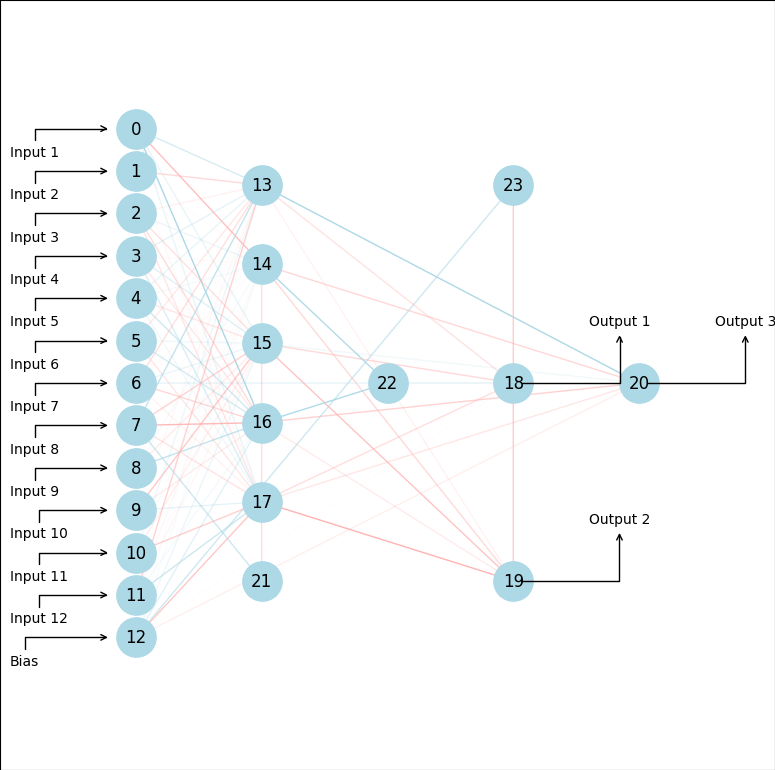 0
Input 1
1
13
23
Input 2
2
Input 3
3
14
Input 4
4
Input 5
Output 1
Output 3
5
15
Input 6
6
22
18
20
Input 7
7
16
Input 8
8
Input 9
9
17
Input 10
Output 2
10
Input 11
21
19
11
Input 12
12
Bias